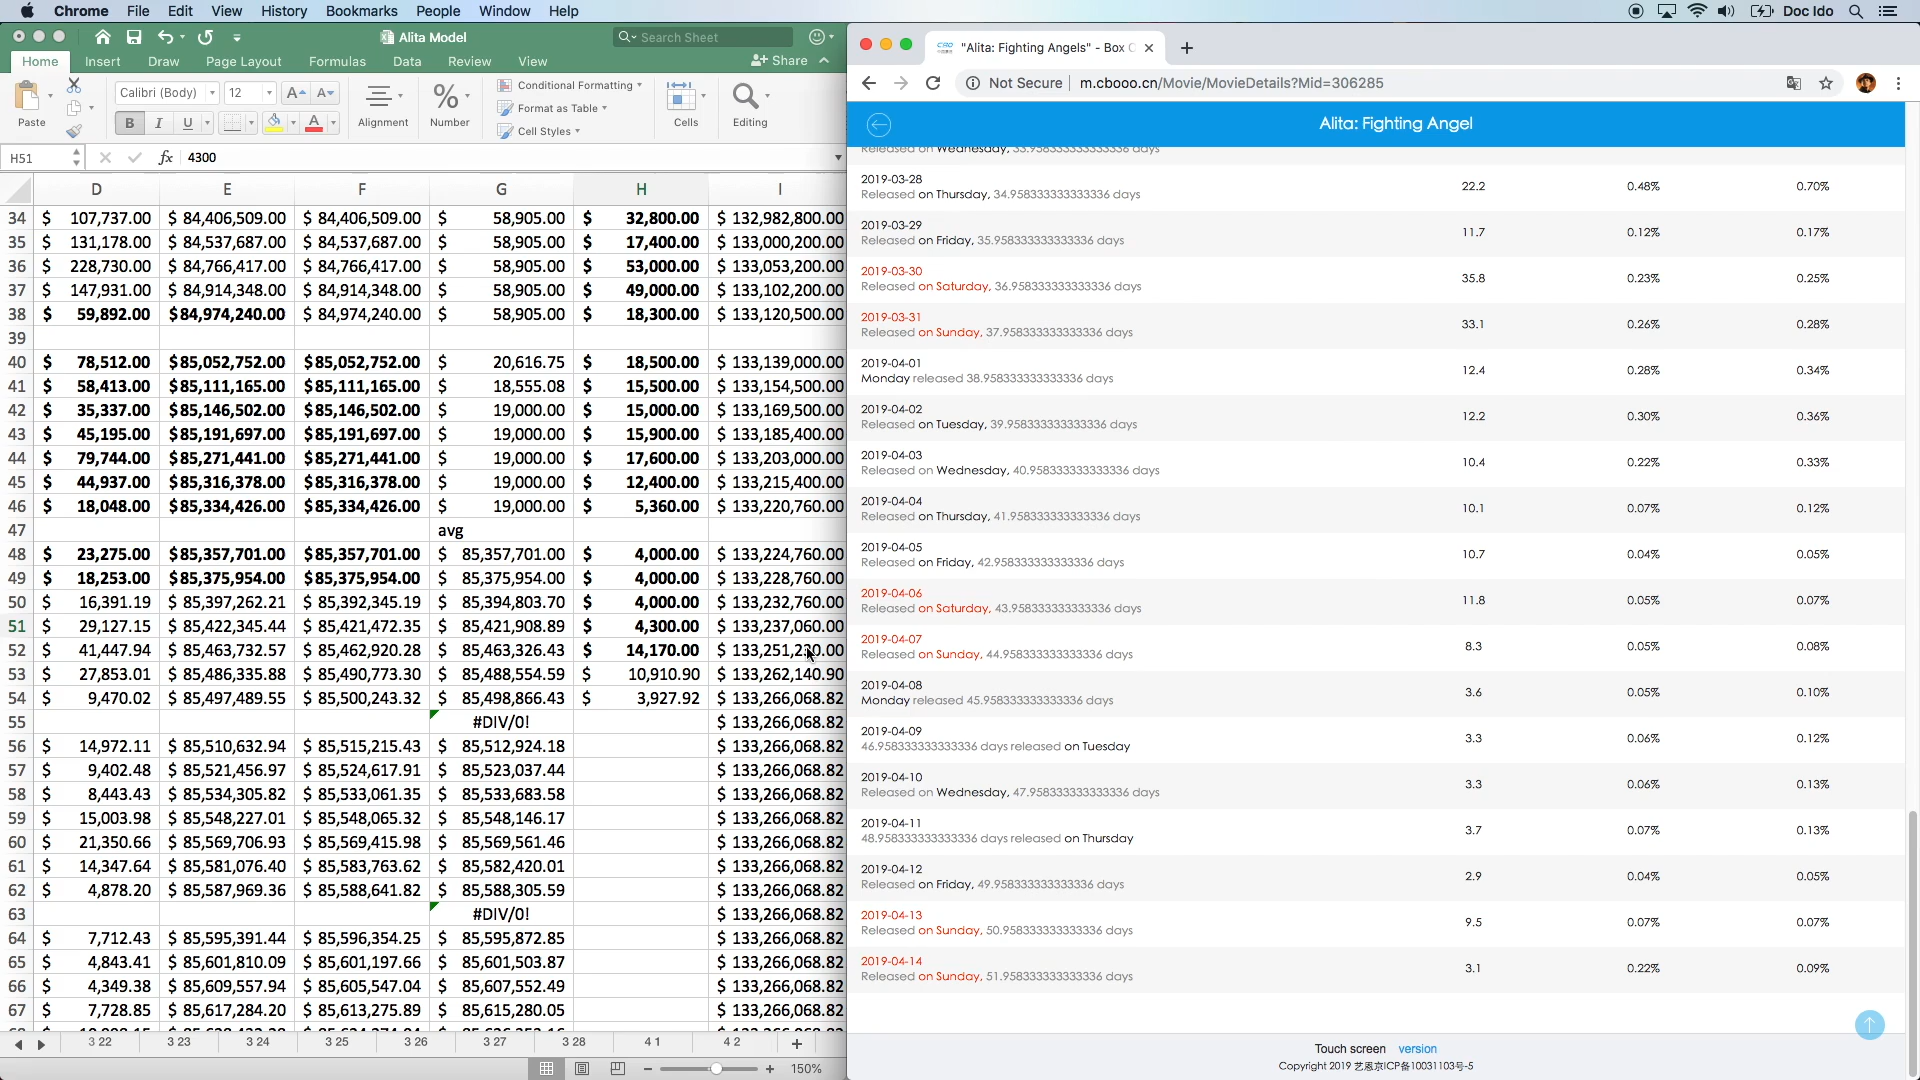 Chrome File Edit View History Bookmarks People Window Help Doc Ido
Alita Model
Search Sheet
Home Insert Draw Page Layout Formulas Data Review View Share
Paste
Calibri (Body) 12 A A
B I U A
Alignment
%
Number
Conditional Formatting
Format as Table
Cell Styles
Cells
Editing
H51 fx 4300
D E F G H I
34 $ 107,737.00 $ 84,406,509.00 $ 84,406,509.00 $ 58,905.00 $ 32,800.00 $ 132,982,800.00
35 $ 131,178.00 $ 84,537,687.00 $ 84,537,687.00 $ 58,905.00 $ 17,400.00 $ 133,000,200.00
36 $ 228,730.00 $ 84,766,417.00 $ 84,766,417.00 $ 58,905.00 $ 53,000.00 $ 133,053,200.00
37 $ 147,931.00 $ 84,914,348.00 $ 84,914,348.00 $ 58,905.00 $ 49,000.00 $ 133,102,200.00
38 $ 59,892.00 $84,974,240.00 $ 84,974,240.00 $ 58,905.00 $ 18,300.00 $ 133,120,500.00
39
40 $ 78,512.00 $85,052,752.00 $85,052,752.00 $ 20,616.75 $ 18,500.00 $ 133,139,000.00
41 $ 58,413.00 $85,111,165.00 $85,111,165.00 $ 18,555.08 $ 15,500.00 $ 133,154,500.00
42 $ 35,337.00 $85,146,502.00 $85,146,502.00 $ 19,000.00 $ 15,000.00 $ 133,169,500.00
43 $ 45,195.00 $85,191,697.00 $85,191,697.00 $ 19,000.00 $ 15,900.00 $ 133,185,400.00
44 $ 79,744.00 $85,271,441.00 $85,271,441.00 $ 19,000.00 $ 17,600.00 $ 133,203,000.00
45 $ 44,937.00 $85,316,378.00 $85,316,378.00 $ 19,000.00 $ 12,400.00 $ 133,215,400.00
46 $ 18,048.00 $85,334,426.00 $85,334,426.00 $ 19,000.00 $ 5,360.00 $ 133,220,760.00
47 avg
48 $ 23,275.00 $85,357,701.00 $85,357,701.00 $ 85,357,701.00 $ 4,000.00 $ 133,224,760.00
49 $ 18,253.00 $85,375,954.00 $85,375,954.00 $ 85,375,954.00 $ 4,000.00 $ 133,228,760.00
50 $ 16,391.19 $ 85,397,262.21 $ 85,392,345.19 $ 85,394,803.70 $ 4,000.00 $ 133,232,760.00
51 $ 29,127.15 $ 85,422,345.44 $ 85,421,472.35 $ 85,421,908.89 $ 4,300.00 $ 133,237,060.00
52 $ 41,447.94 $ 85,463,732.57 $ 85,462,920.28 $ 85,463,326.43 $ 14,170.00 $ 133,251,230.00
53 $ 27,853.01 $ 85,486,335.88 $ 85,490,773.30 $ 85,488,554.59 $ 10,910.90 $ 133,262,140.90
54 $ 9,470.02 $ 85,497,489.55 $ 85,500,243.32 $ 85,498,866.43 $ 3,927.92 $ 133,266,068.82
55 #DIV/0! $ 133,266,068.82
56 $ 14,972.11 $ 85,510,632.94 $ 85,515,215.43 $ 85,512,924.18 $ 133,266,068.82
57 $ 9,402.48 $ 85,521,456.97 $ 85,524,617.91 $ 85,523,037.44 $ 133,266,068.82
58 $ 8,443.43 $ 85,534,305.82 $ 85,533,061.35 $ 85,533,683.58 $ 133,266,068.82
59 $ 15,003.98 $ 85,548,227.01 $ 85,548,065.32 $ 85,548,146.17 $ 133,266,068.82
60 $ 21,350.66 $ 85,569,706.93 $ 85,569,415.98 $ 85,569,561.46 $ 133,266,068.82
61 $ 14,347.64 $ 85,581,076.40 $ 85,583,763.62 $ 85,582,420.01 $ 133,266,068.82
62 $ 4,878.20 $ 85,587,969.36 $ 85,588,641.82 $ 85,588,305.59 $ 133,266,068.82
63 #DIV/0! $ 133,266,068.82
64 $ 7,712.43 $ 85,595,391.44 $ 85,596,354.25 $ 85,595,872.85 $ 133,266,068.82
65 $ 4,843.41 $ 85,601,810.09 $ 85,601,197.66 $ 85,601,503.87 $ 133,266,068.82
66 $ 4,349.38 $ 85,609,557.94 $ 85,605,547.04 $ 85,607,552.49 $ 133,266,068.82
67 $ 7,728.85 $ 85,617,284.20 $ 85,613,275.89 $ 85,615,280.05 $ 133,266,068.82
3 22 3 23 3 24 3 25 3 26 3 27 3 28 4 1 4 2 +
150%
"Alita: Fighting Angels" - Box
Not Secure | m.cbooo.cn/Movie/MovieDetails?Mid=306285
Alita: Fighting Angel
Released on Wednesday, 33.958333333333336 days
2019-03-28
Released on Thursday, 34.958333333333336 days
22.2 0.48% 0.70%
2019-03-29
Released on Friday, 35.958333333333336 days
11.7 0.12% 0.17%
2019-03-30
Released on Saturday, 36.958333333333336 days
35.8 0.23% 0.25%
2019-03-31
Released on Sunday, 37.958333333333336 days
33.1 0.26% 0.28%
2019-04-01
Monday released 38.958333333333336 days
12.4 0.28% 0.34%
2019-04-02
Released on Tuesday, 39.958333333333336 days
12.2 0.30% 0.36%
2019-04-03
Released on Wednesday, 40.958333333333336 days
10.4 0.22% 0.33%
2019-04-04
Released on Thursday, 41.958333333333336 days
10.1 0.07% 0.12%
2019-04-05
Released on Friday, 42.958333333333336 days
10.7 0.04% 0.05%
2019-04-06
Released on Saturday, 43.958333333333336 days
11.8 0.05% 0.07%
2019-04-07
Released on Sunday, 44.958333333333336 days
8.3 0.05% 0.08%
2019-04-08
Monday released 45.958333333333336 days
3.6 0.05% 0.10%
2019-04-09
46.958333333333336 days released on Tuesday
3.3 0.06% 0.12%
2019-04-10
Released on Wednesday, 47.958333333333336 days
3.3 0.06% 0.13%
2019-04-11
48.958333333333336 days released on Thursday
3.7 0.07% 0.13%
2019-04-12
Released on Friday, 49.958333333333336 days
2.9 0.04% 0.05%
2019-04-13
Released on Sunday, 50.958333333333336 days
9.5 0.07% 0.07%
2019-04-14
Released on Sunday, 51.958333333333336 days
3.1 0.22% 0.09%
Touch screen version
Copyright 2019 艺恩京ICP备10031103号-5